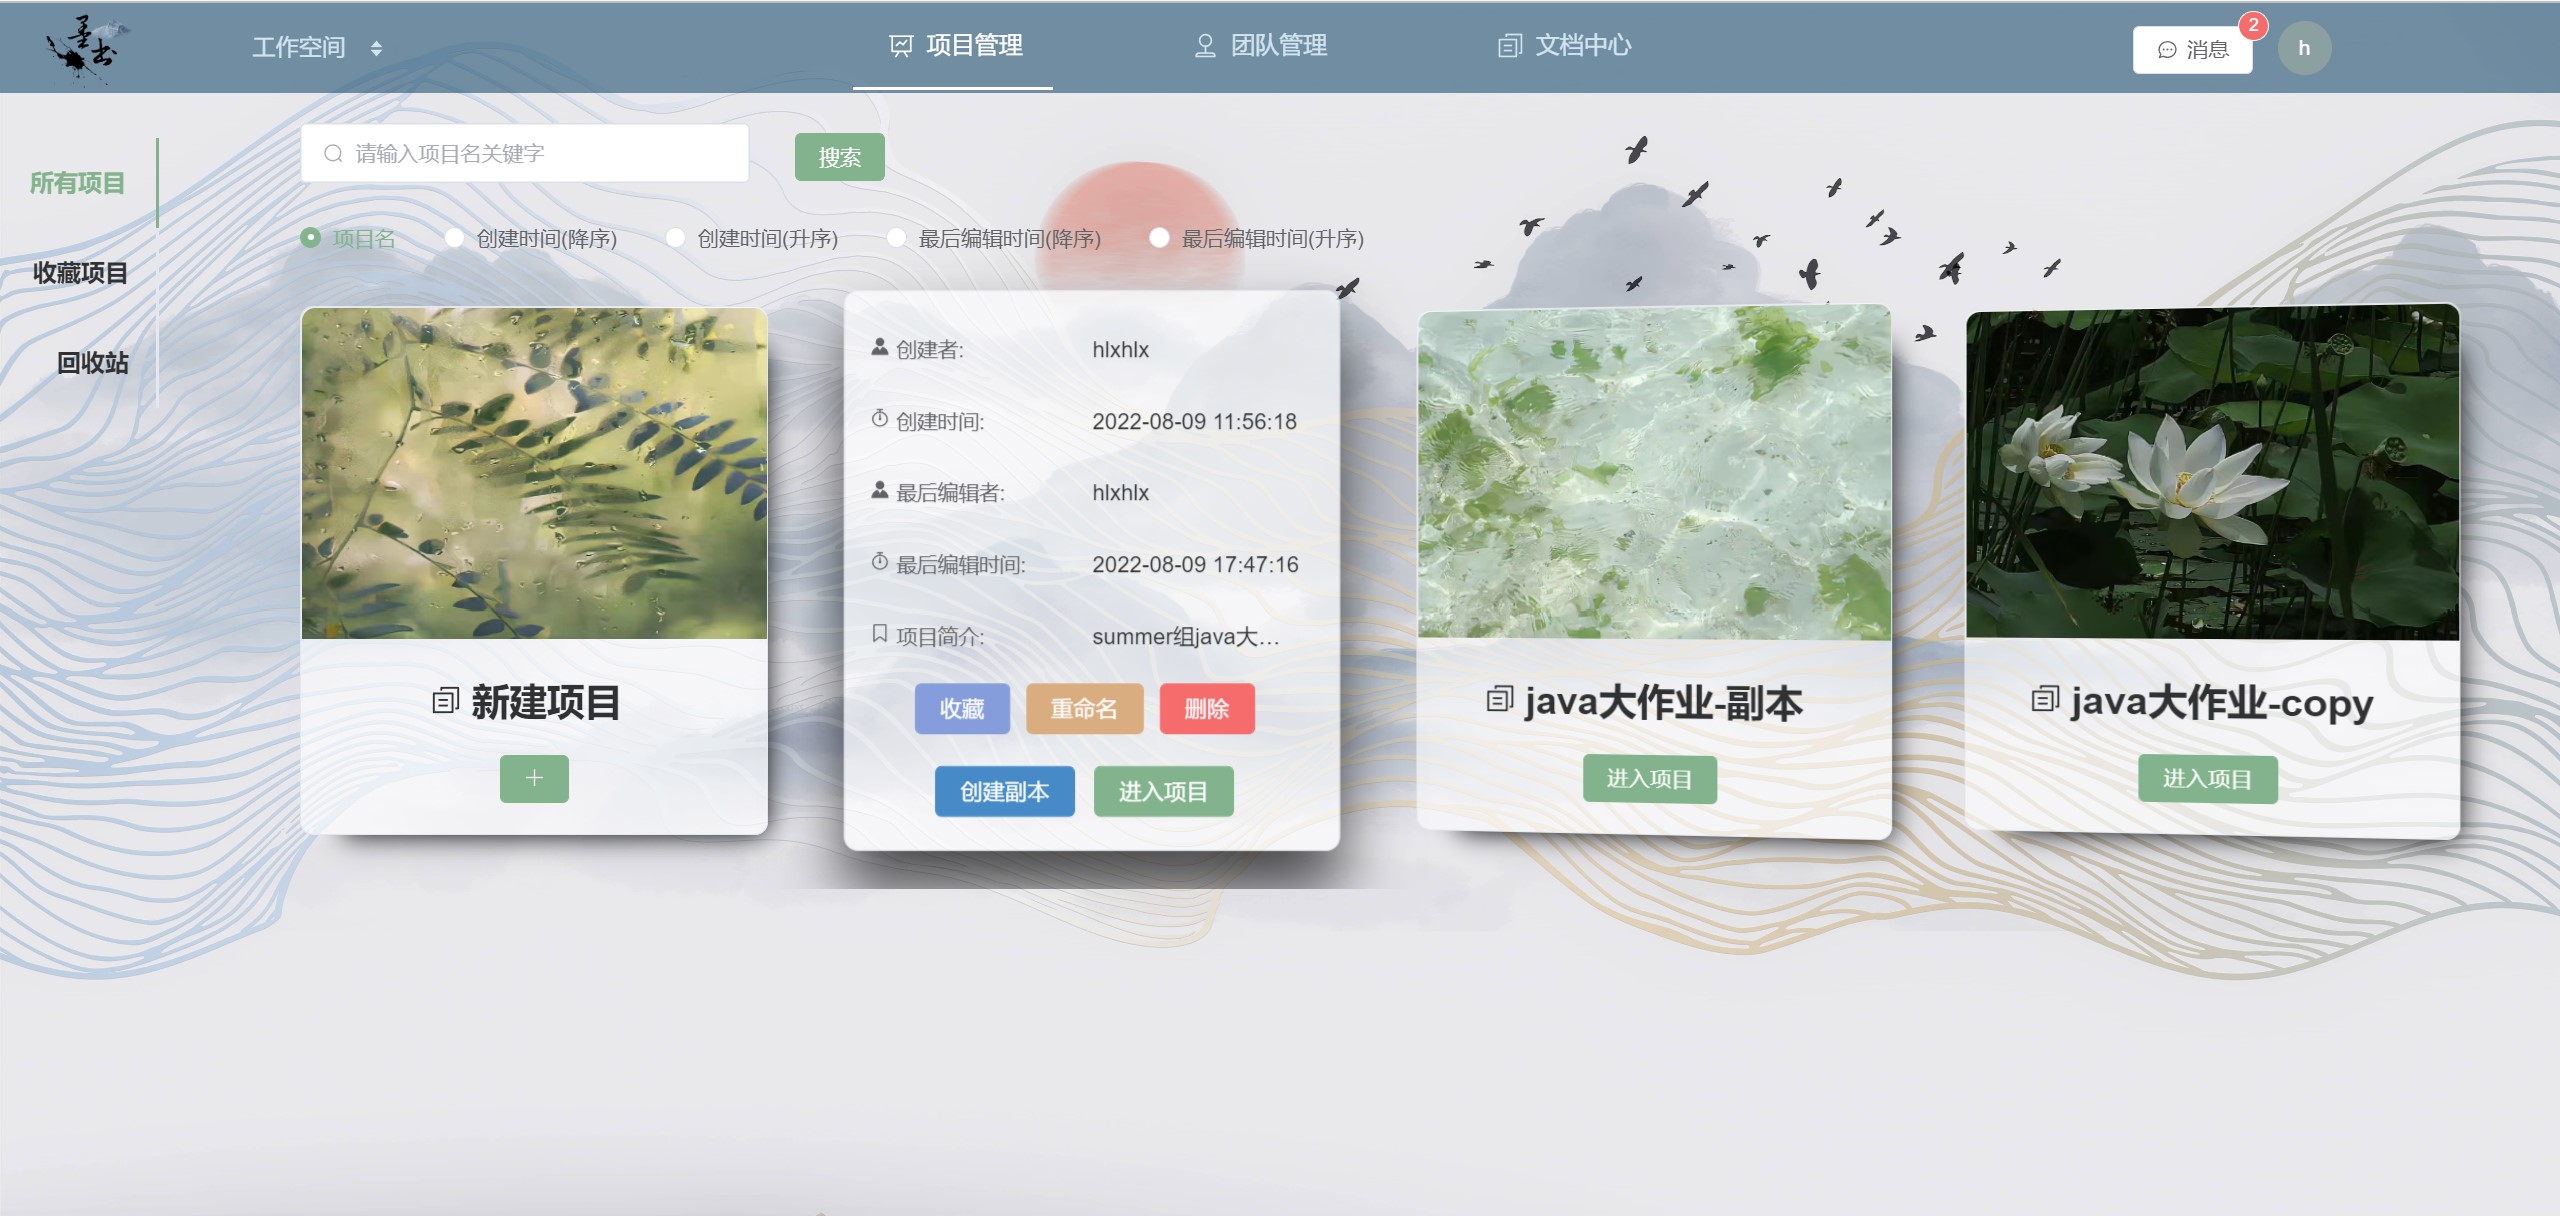 墨书
工作空间
项目管理
团队管理
文档中心
消息
2
h
所有项目
收藏项目
回收站
请输入项目名关键字
搜索
项目名
创建时间(降序)
创建时间(升序)
最后编辑时间(降序)
最后编辑时间(升序)
新建项目
创建者: hlxhlx
创建时间: 2022-08-09 11:56:18
最后编辑者: hlxhlx
最后编辑时间: 2022-08-09 17:47:16
项目简介: summer组java大…
收藏 重命名 删除
创建副本 进入项目
java大作业-副本
进入项目
java大作业-copy
进入项目